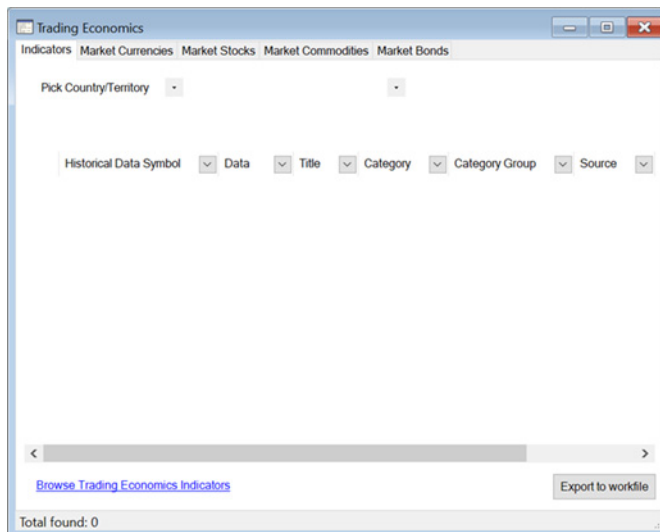 Trading Economics
Indicators Market Currencies Market Stocks Market Commodities Market Bonds
Pick Country/Territory
Historical Data Symbol Data Title Category Category Group Source
Browse Trading Economics Indicators Export to workfile
Total found: 0